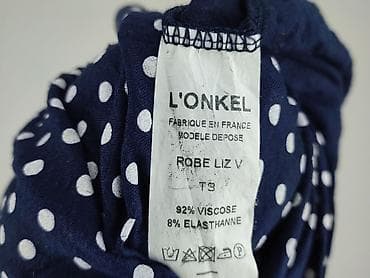 L'ONKEL
FABRIQUE EN FRANCE
MODELE DEPOSE
ROBE LIZ V
T3
92% VISCOSE
8% ELASTHANNE